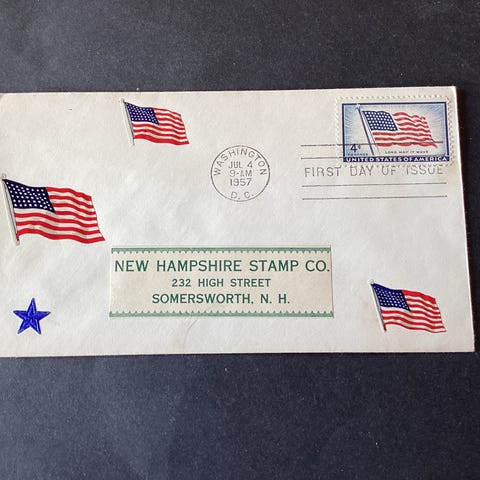 4¢
POSTAGE
LONG MAY IT WAVE
UNITED STATES OF AMERICA
WASHINGTON
JUL 4
9-AM
1957
D. C.
FIRST DAY OF ISSUE
NEW HAMPSHIRE STAMP CO.
232 HIGH STREET
SOMERSWORTH, N. H.